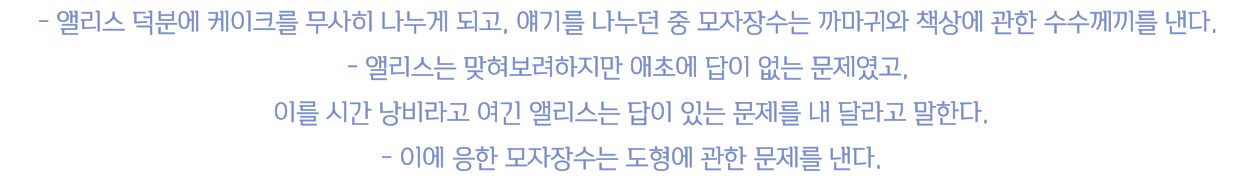 - 앨리스 덕분에 케이크를 무사히 나누게 되고, 얘기를 나누던 중 모자장수는 까마귀와 책상에 관한 수수께끼를 낸다.
- 앨리스는 맞혀보려하지만 애초에 답이 없는 문제였고,
이를 시간 낭비라고 여긴 앨리스는 답이 있는 문제를 내 달라고 말한다.
- 이에 응한 모자장수는 도형에 관한 문제를 낸다.